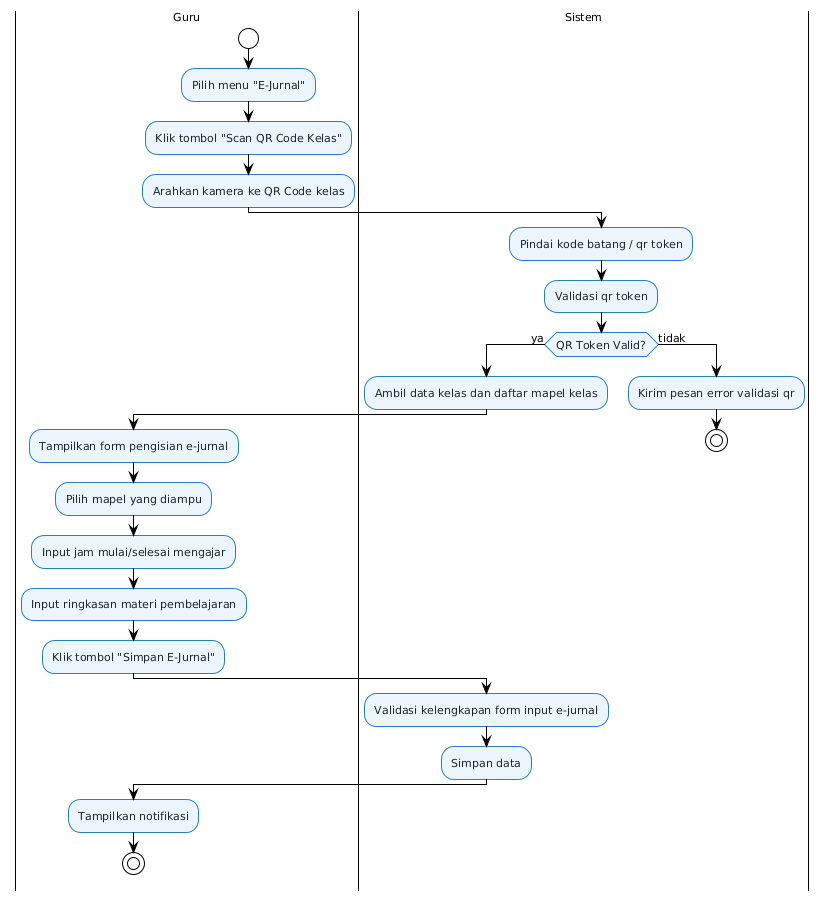 Guru
Sistem
Pilih menu "E-Jurnal"
Klik tombol "Scan QR Code Kelas"
Arahkan kamera ke QR Code kelas
Pindai kode batang / qr token
Validasi qr token
QR Token Valid?
ya
tidak
Ambil data kelas dan daftar mapel kelas
Kirim pesan error validasi qr
Tampilkan form pengisian e-jurnal
Pilih mapel yang diampu
Input jam mulai/selesai mengajar
Input ringkasan materi pembelajaran
Klik tombol "Simpan E-Jurnal"
Validasi kelengkapan form input e-jurnal
Simpan data
Tampilkan notifikasi